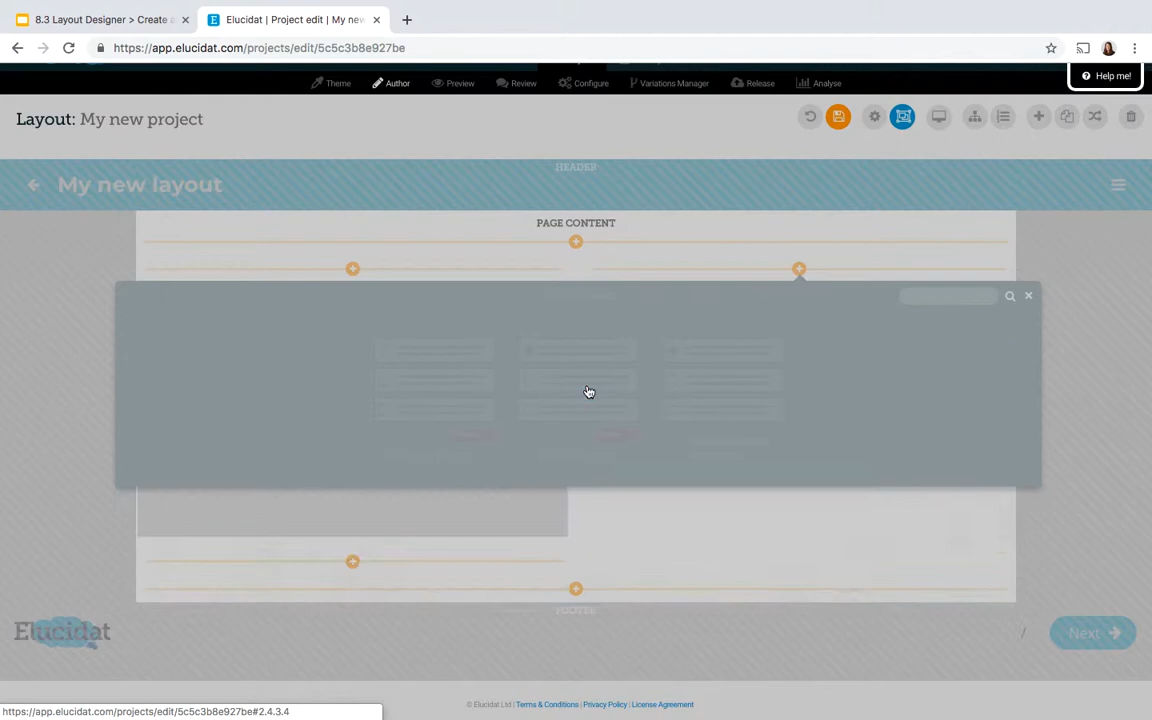 8.3 Layout Designer > Create a
Elucidat | Project edit | My new
https://app.elucidat.com/projects/edit/5c5c3b8e927be
Theme
Author
Preview
Review
Configure
Variations Manager
Release
Analyse
Help me!
Layout: My new project
HEADER
My new layout
PAGE CONTENT
FOOTER
Elucidat
/
Next
https://app.elucidat.com/projects/edit/5c5c3b8e927be#2.4.3.4
© Elucidat Ltd | Terms & Conditions | Privacy Policy | License Agreement